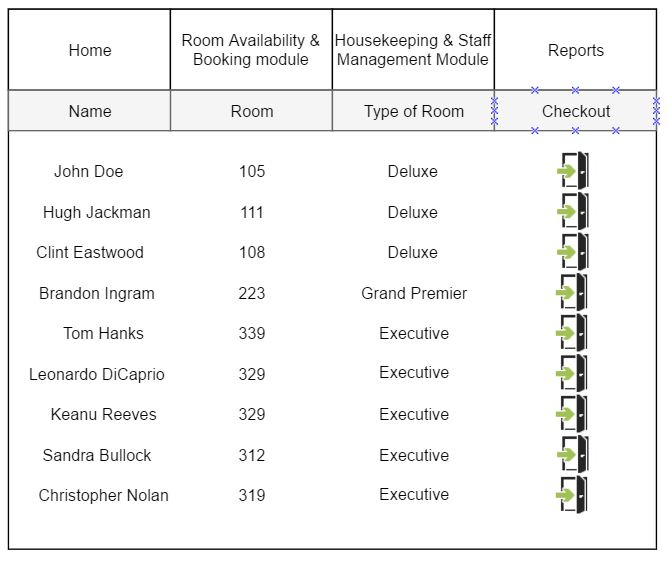 Home
Room Availability &
Booking module
Housekeeping & Staff
Management Module
Reports
Name Room Type of Room Checkout
John Doe 105 Deluxe
Hugh Jackman 111 Deluxe
Clint Eastwood 108 Deluxe
Brandon Ingram 223 Grand Premier
Tom Hanks 339 Executive
Leonardo DiCaprio 329 Executive
Keanu Reeves 329 Executive
Sandra Bullock 312 Executive
Christopher Nolan 319 Executive